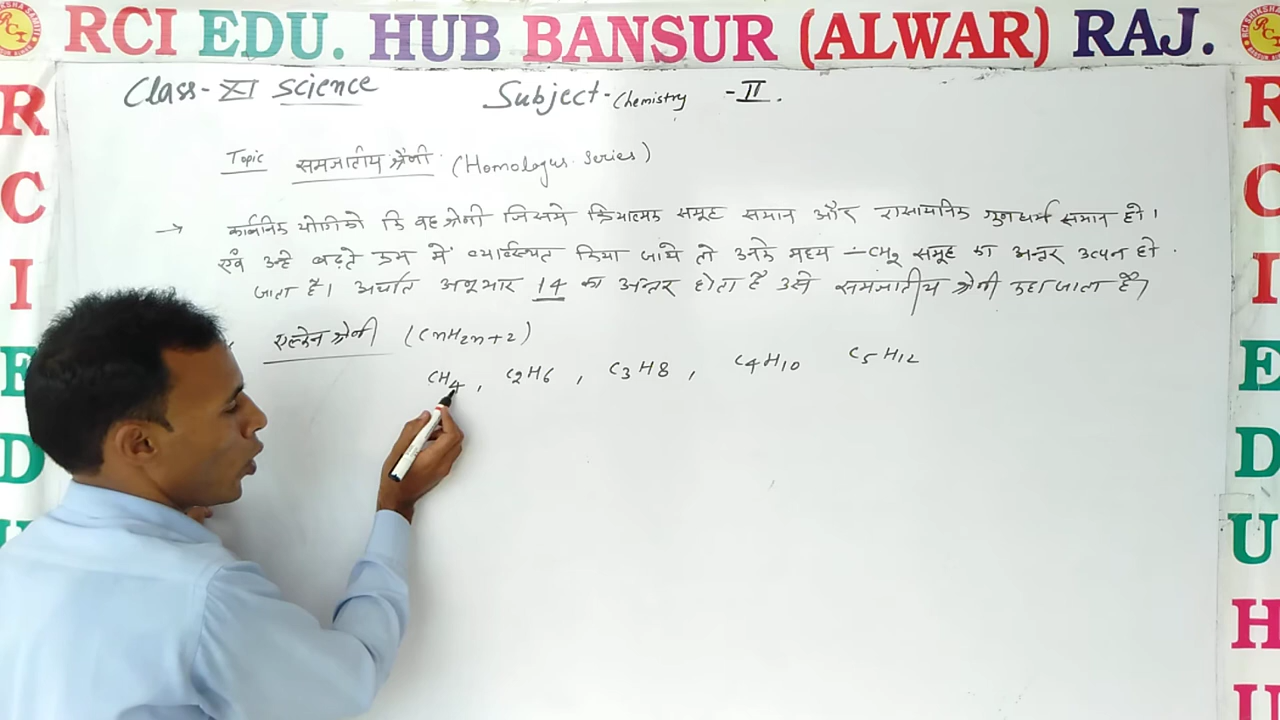 RCI EDU. HUB BANSUR (ALWAR) RAJ.
Class - XI Science Subject - Chemistry - II.
Topic समजातीय श्रेणी (Homologus Series)
→ कार्बनिक योगिको कि वह श्रेणी जिसमे क्रियात्मक समूह समान और रासायनिक गुणधर्म समान हो।
एवं उन्हे बढ़ते क्रम में व्यवस्थित किया जाये तो उनके मध्य -CH2 समूह का अन्तर उत्पन हो
जाता है। अर्थात अणुभार 14 का अन्तर होता है उसे समजातीय श्रेणी कहा जाता है,
एल्केन श्रेणी (CnH2n+2)
CH4, C2H6, C3H8, C4H10 C5H12
R
C
I
E
D
U
R
C
I
E
D
U
H
U